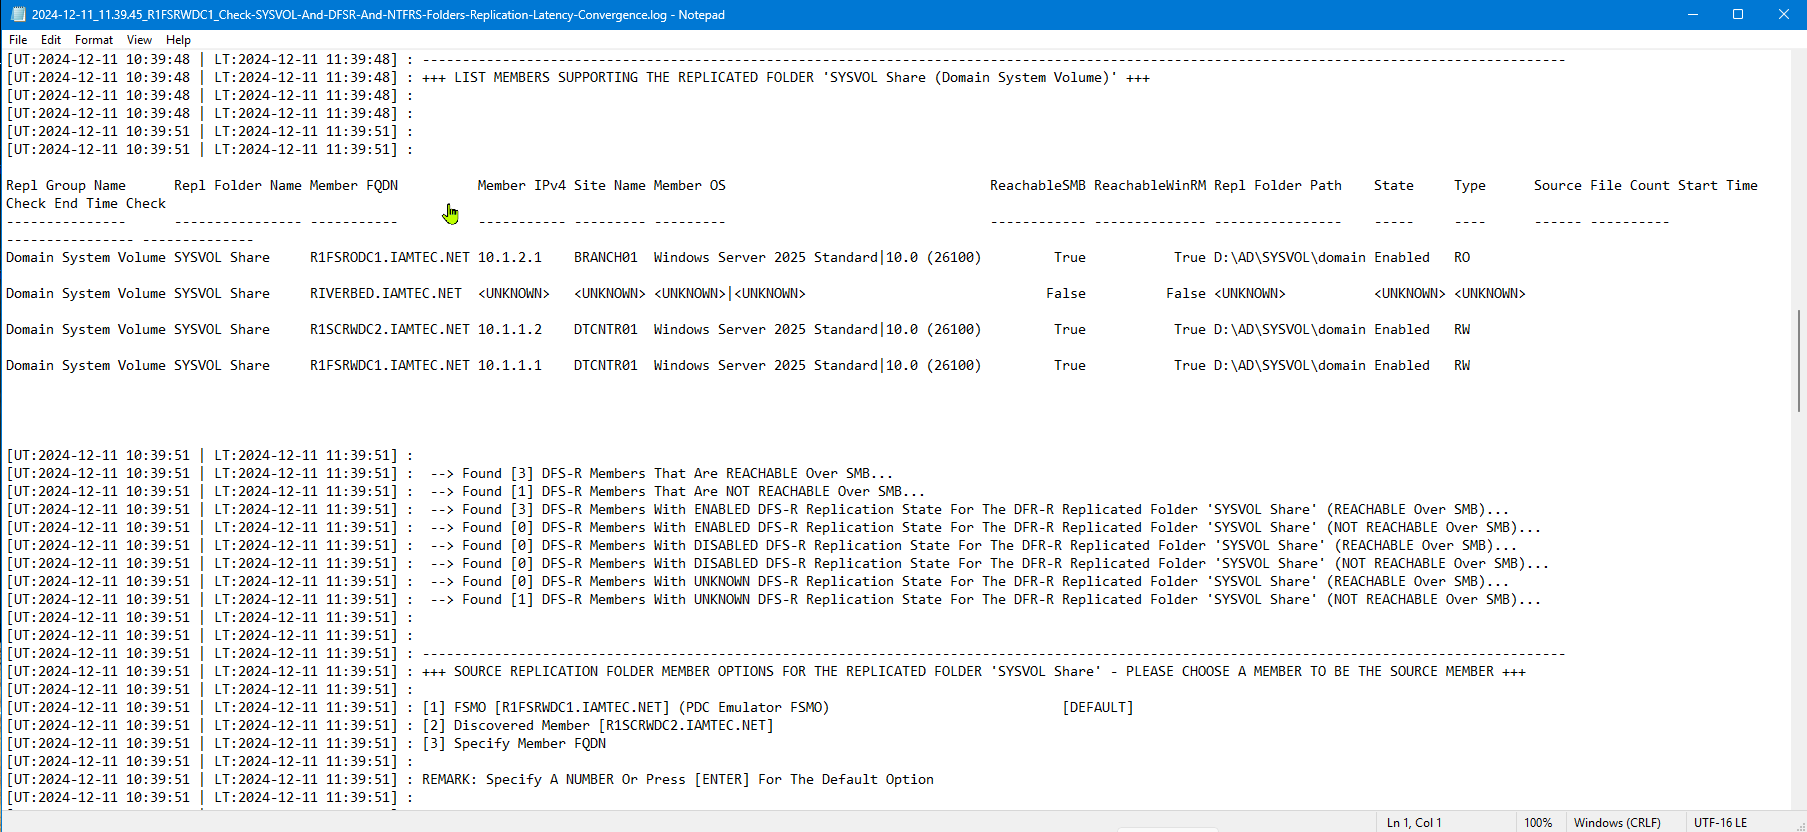 2024-12-11_11.39.45_R1FSRWDC1_Check-SYSVOL-And-DFSR-And-NTFRS-Folders-Replication-Latency-Convergence.log - Notepad
File Edit Format View Help
[UT:2024-12-11 10:39:48 | LT:2024-12-11 11:39:48] : -----------------------------------------------------------------------------------------------------------------------------------------------
[UT:2024-12-11 10:39:48 | LT:2024-12-11 11:39:48] : +++ LIST MEMBERS SUPPORTING THE REPLICATED FOLDER 'SYSVOL Share (Domain System Volume)' +++
[UT:2024-12-11 10:39:48 | LT:2024-12-11 11:39:48] :
[UT:2024-12-11 10:39:48 | LT:2024-12-11 11:39:48] :
[UT:2024-12-11 10:39:51 | LT:2024-12-11 11:39:51] :
[UT:2024-12-11 10:39:51 | LT:2024-12-11 11:39:51] :
Repl Group Name      Repl Folder Name Member FQDN          Member IPv4 Site Name Member OS                                 ReachableSMB ReachableWinRM Repl Folder Path    State     Type      Source File Count Start Time
Check End Time Check
---------------      ---------------- -----------          ----------- --------- ---------                                 ------------ -------------- ----------------    -----     ----      ------ ----------
---------------- --------------
Domain System Volume SYSVOL Share     R1FSRODC1.IAMTEC.NET 10.1.2.1    BRANCH01  Windows Server 2025 Standard|10.0 (26100)         True           True D:\AD\SYSVOL\domain Enabled   RO
Domain System Volume SYSVOL Share     RIVERBED.IAMTEC.NET  <UNKNOWN>   <UNKNOWN> <UNKNOWN>|<UNKNOWN>                              False          False <UNKNOWN>           <UNKNOWN> <UNKNOWN>
Domain System Volume SYSVOL Share     R1SCRWDC2.IAMTEC.NET 10.1.1.2    DTCNTR01  Windows Server 2025 Standard|10.0 (26100)         True           True D:\AD\SYSVOL\domain Enabled   RW
Domain System Volume SYSVOL Share     R1FSRWDC1.IAMTEC.NET 10.1.1.1    DTCNTR01  Windows Server 2025 Standard|10.0 (26100)         True           True D:\AD\SYSVOL\domain Enabled   RW
[UT:2024-12-11 10:39:51 | LT:2024-12-11 11:39:51] :
[UT:2024-12-11 10:39:51 | LT:2024-12-11 11:39:51] :  --> Found [3] DFS-R Members That Are REACHABLE Over SMB...
[UT:2024-12-11 10:39:51 | LT:2024-12-11 11:39:51] :  --> Found [1] DFS-R Members That Are NOT REACHABLE Over SMB...
[UT:2024-12-11 10:39:51 | LT:2024-12-11 11:39:51] :  --> Found [3] DFS-R Members With ENABLED DFS-R Replication State For The DFR-R Replicated Folder 'SYSVOL Share' (REACHABLE Over SMB)...
[UT:2024-12-11 10:39:51 | LT:2024-12-11 11:39:51] :  --> Found [0] DFS-R Members With ENABLED DFS-R Replication State For The DFR-R Replicated Folder 'SYSVOL Share' (NOT REACHABLE Over SMB)...
[UT:2024-12-11 10:39:51 | LT:2024-12-11 11:39:51] :  --> Found [0] DFS-R Members With DISABLED DFS-R Replication State For The DFR-R Replicated Folder 'SYSVOL Share' (REACHABLE Over SMB)...
[UT:2024-12-11 10:39:51 | LT:2024-12-11 11:39:51] :  --> Found [0] DFS-R Members With DISABLED DFS-R Replication State For The DFR-R Replicated Folder 'SYSVOL Share' (NOT REACHABLE Over SMB)...
[UT:2024-12-11 10:39:51 | LT:2024-12-11 11:39:51] :  --> Found [0] DFS-R Members With UNKNOWN DFS-R Replication State For The DFR-R Replicated Folder 'SYSVOL Share' (REACHABLE Over SMB)...
[UT:2024-12-11 10:39:51 | LT:2024-12-11 11:39:51] :  --> Found [1] DFS-R Members With UNKNOWN DFS-R Replication State For The DFR-R Replicated Folder 'SYSVOL Share' (NOT REACHABLE Over SMB)...
[UT:2024-12-11 10:39:51 | LT:2024-12-11 11:39:51] :
[UT:2024-12-11 10:39:51 | LT:2024-12-11 11:39:51] :
[UT:2024-12-11 10:39:51 | LT:2024-12-11 11:39:51] : -----------------------------------------------------------------------------------------------------------------------------------------------
[UT:2024-12-11 10:39:51 | LT:2024-12-11 11:39:51] : +++ SOURCE REPLICATION FOLDER MEMBER OPTIONS FOR THE REPLICATED FOLDER 'SYSVOL Share' - PLEASE CHOOSE A MEMBER TO BE THE SOURCE MEMBER +++
[UT:2024-12-11 10:39:51 | LT:2024-12-11 11:39:51] :
[UT:2024-12-11 10:39:51 | LT:2024-12-11 11:39:51] : [1] FSMO [R1FSRWDC1.IAMTEC.NET] (PDC Emulator FSMO)                             [DEFAULT]
[UT:2024-12-11 10:39:51 | LT:2024-12-11 11:39:51] : [2] Discovered Member [R1SCRWDC2.IAMTEC.NET]
[UT:2024-12-11 10:39:51 | LT:2024-12-11 11:39:51] : [3] Specify Member FQDN
[UT:2024-12-11 10:39:51 | LT:2024-12-11 11:39:51] :
[UT:2024-12-11 10:39:51 | LT:2024-12-11 11:39:51] : REMARK: Specify A NUMBER Or Press [ENTER] For The Default Option
[UT:2024-12-11 10:39:51 | LT:2024-12-11 11:39:51] :
Ln 1, Col 1 100% Windows (CRLF) UTF-16 LE